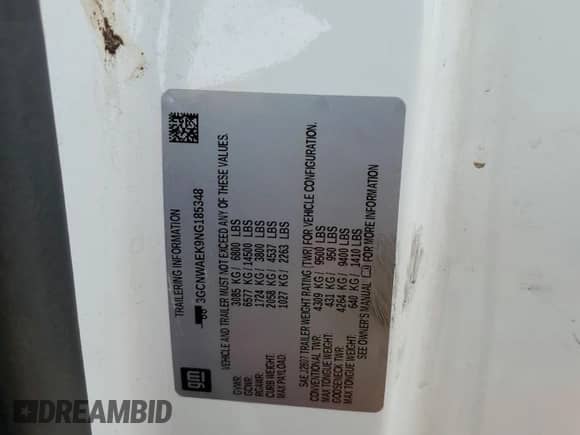 gm
TRAILERING INFORMATION
3GCNWAEK9NG185348
VEHICLE AND TRAILER MUST NOT EXCEED ANY OF THESE VALUES.
GVWR: 3085 KG / 6800 LBS
GCWR: 6577 KG / 14500 LBS
RGAWR: 1724 KG / 3800 LBS
CURB WEIGHT: 2058 KG / 4537 LBS
MAX PAYLOAD: 1027 KG / 2263 LBS
SAE J2807 TRAILER WEIGHT RATING (TWR) FOR VEHICLE CONFIGURATION.
CONVENTIONAL TWR: 4309 KG / 9500 LBS
MAX TONGUE WEIGHT: 431 KG / 950 LBS
GOOSENECK TWR: 4264 KG / 9400 LBS
MAX TONGUE WEIGHT: 640 KG / 1410 LBS
SEE OWNER'S MANUAL FOR MORE INFORMATION
DREAMBID